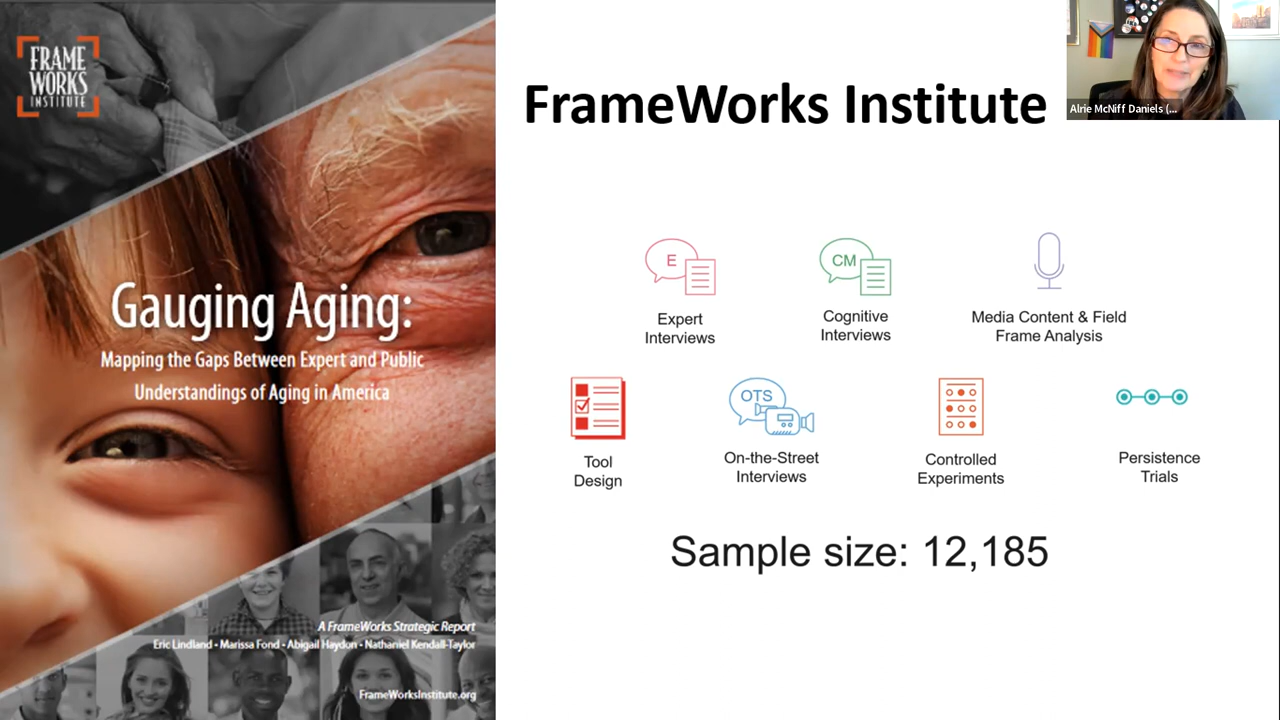 FRAME
WORKS
INSTITUTE
Gauging Aging:
Mapping the Gaps Between Expert and Public
Understandings of Aging in America
A FrameWorks Strategic Report
Eric Lindland • Marissa Fond • Abigail Haydon • Nathaniel Kendall-Taylor
FrameWorksInstitute.org
FrameWorks Institute
Alrie McNiff Daniels (...
E
Expert
Interviews
CM
Cognitive
Interviews
Media Content & Field
Frame Analysis
Tool
Design
OTS
On-the-Street
Interviews
Controlled
Experiments
Persistence
Trials
Sample size: 12,185